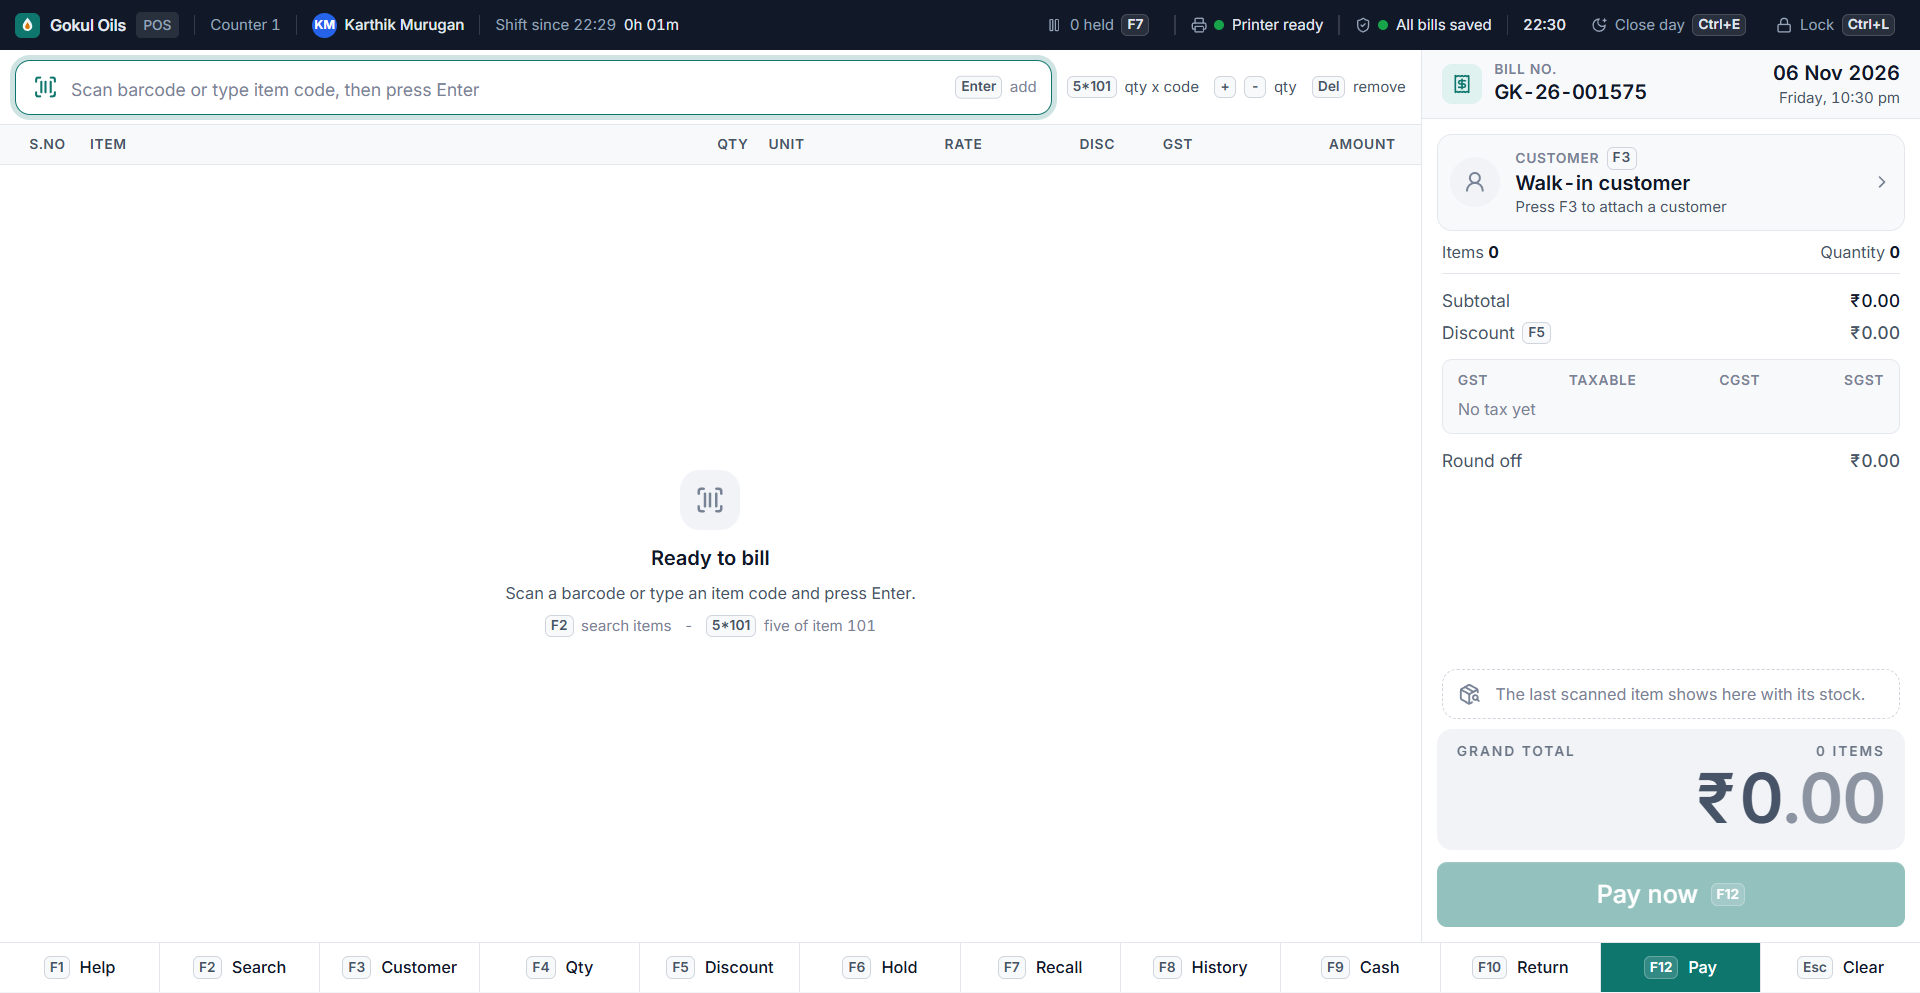 Gokul Oils POS Counter 1 KM Karthik Murugan Shift since 22:29 0h 01m 0 held F7 Printer ready All bills saved 22:30 Close day Ctrl+E Lock Ctrl+L
Scan barcode or type item code, then press Enter Enter add 5*101 qty x code + - qty Del remove
S.NO ITEM QTY UNIT RATE DISC GST AMOUNT
Ready to bill
Scan a barcode or type an item code and press Enter.
F2 search items - 5*101 five of item 101
BILL NO.
GK-26-001575
06 Nov 2026
Friday, 10:30 pm
CUSTOMER F3
Walk-in customer
Press F3 to attach a customer
Items 0 Quantity 0
Subtotal ₹0.00
Discount F5 ₹0.00
GST TAXABLE CGST SGST
No tax yet
Round off ₹0.00
The last scanned item shows here with its stock.
GRAND TOTAL 0 ITEMS
₹0.00
Pay now F12
F1 Help F2 Search F3 Customer F4 Qty F5 Discount F6 Hold F7 Recall F8 History F9 Cash F10 Return F12 Pay Esc Clear